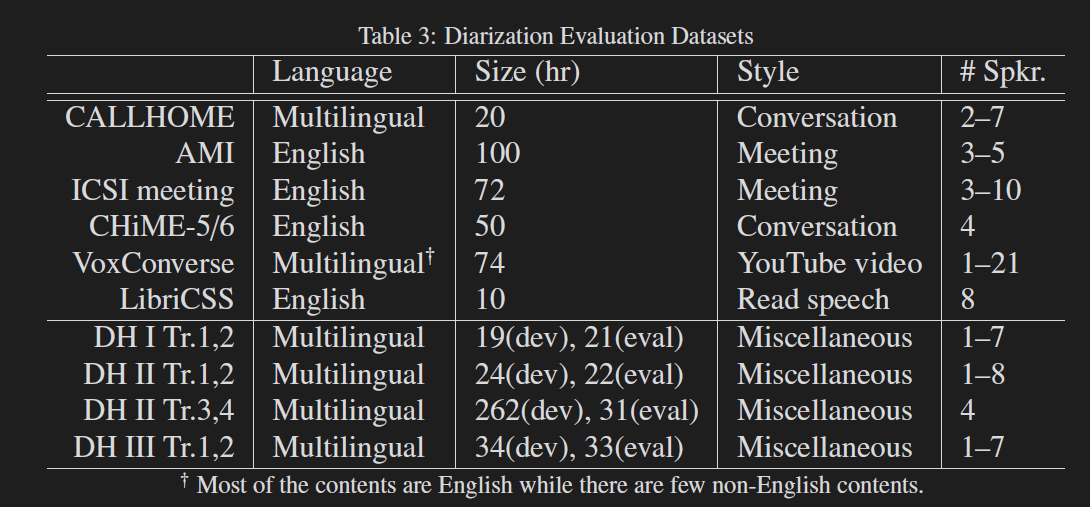 Table 3: Diarization Evaluation Datasets
Language Size (hr) Style # Spkr.
CALLHOME Multilingual 20 Conversation 2–7
AMI English 100 Meeting 3–5
ICSI meeting English 72 Meeting 3–10
CHiME-5/6 English 50 Conversation 4
VoxConverse Multilingual† 74 YouTube video 1–21
LibriCSS English 10 Read speech 8
DH I Tr.1,2 Multilingual 19(dev), 21(eval) Miscellaneous 1–7
DH II Tr.1,2 Multilingual 24(dev), 22(eval) Miscellaneous 1–8
DH II Tr.3,4 Multilingual 262(dev), 31(eval) Miscellaneous 4
DH III Tr.1,2 Multilingual 34(dev), 33(eval) Miscellaneous 1–7
† Most of the contents are English while there are few non-English contents.